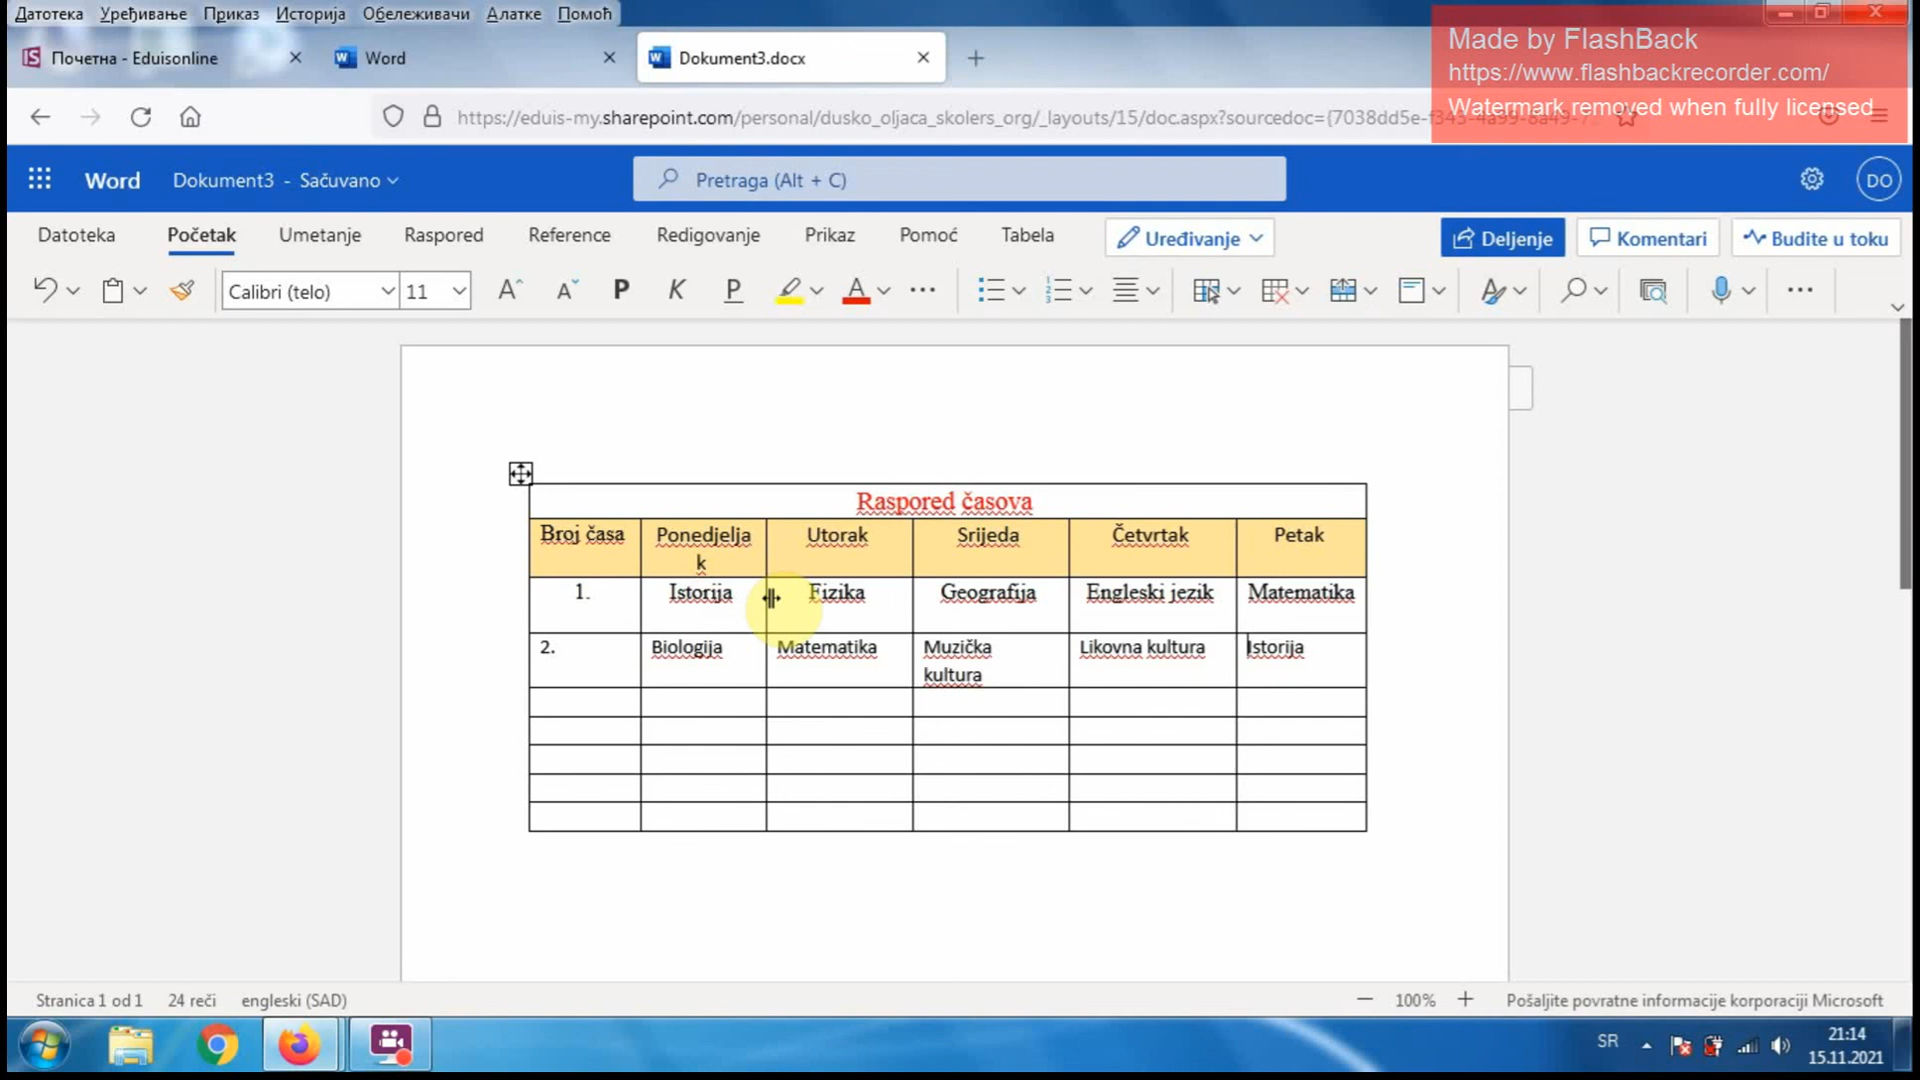 Датотека Уређивање Приказ Историја Обележивачи Алатке Помоћ
Made by FlashBack
https://www.flashbackrecorder.com/
Watermark removed when fully licensed
Почетна - Eduisonline
Word
Dokument3.docx
https://eduis-my.sharepoint.com/personal/dusko_oljaca_skolers_org/_layouts/15/doc.aspx?sourcedoc={7038dd5e-
Word Dokument3 - Sačuvano
Pretraga (Alt + C)
DO
Datoteka Početak Umetanje Raspored Reference Redigovanje Prikaz Pomoć Tabela
Uređivanje
Deljenje
Komentari
Budite u toku
Calibri (telo) 11
P K P
Raspored časova
Broj časa Ponedjeljak Utorak Srijeda Četvrtak Petak
1. Istorija Fizika Geografija Engleski jezik Matematika
2. Biologija Matematika Muzička kultura Likovna kultura Istorija
Stranica 1 od 1 24 reči engleski (SAD)
100%
Pošaljite povratne informacije korporaciji Microsoft
SR
21:14
15.11.2021